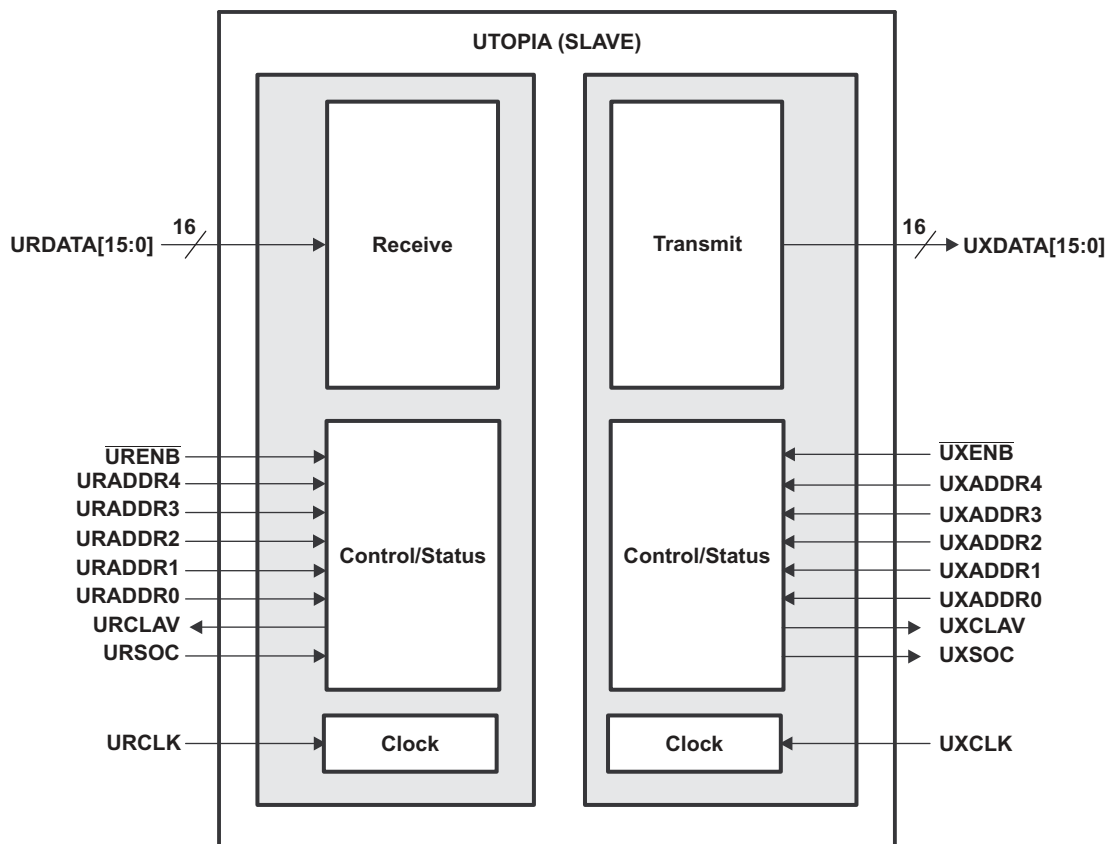 UTOPIA (SLAVE)
URDATA[15:0]
16
Receive
Transmit
16
UXDATA[15:0]
URENB
URADDR4
URADDR3
URADDR2
URADDR1
URADDR0
URCLAV
URSOC
Control/Status
Control/Status
UXENB
UXADDR4
UXADDR3
UXADDR2
UXADDR1
UXADDR0
UXCLAV
UXSOC
URCLK
Clock
Clock
UXCLK